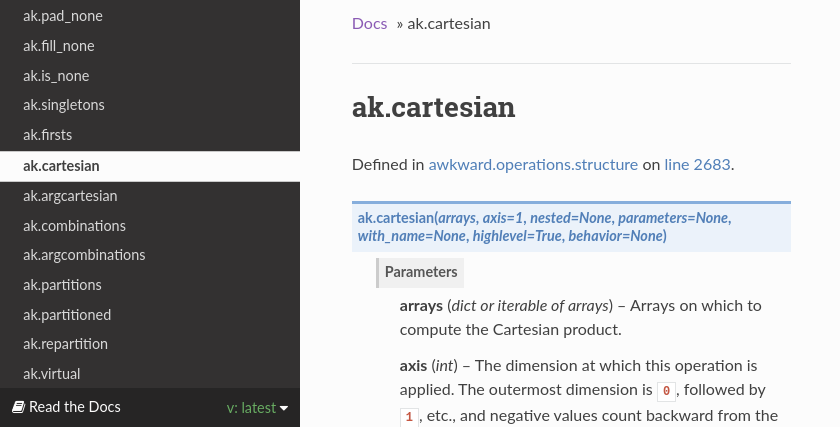 ak.pad_none
ak.fill_none
ak.is_none
ak.singletons
ak.firsts
ak.cartesian
ak.argcartesian
ak.combinations
ak.argcombinations
ak.partitions
ak.partitioned
ak.repartition
ak.virtual
Read the Docs v: latest
Docs » ak.cartesian
ak.cartesian
Defined in awkward.operations.structure on line 2683.
ak.cartesian(arrays, axis=1, nested=None, parameters=None,
with_name=None, highlevel=True, behavior=None)
Parameters
arrays (dict or iterable of arrays) – Arrays on which to
compute the Cartesian product.
axis (int) – The dimension at which this operation is
applied. The outermost dimension is 0, followed by
1, etc., and negative values count backward from the